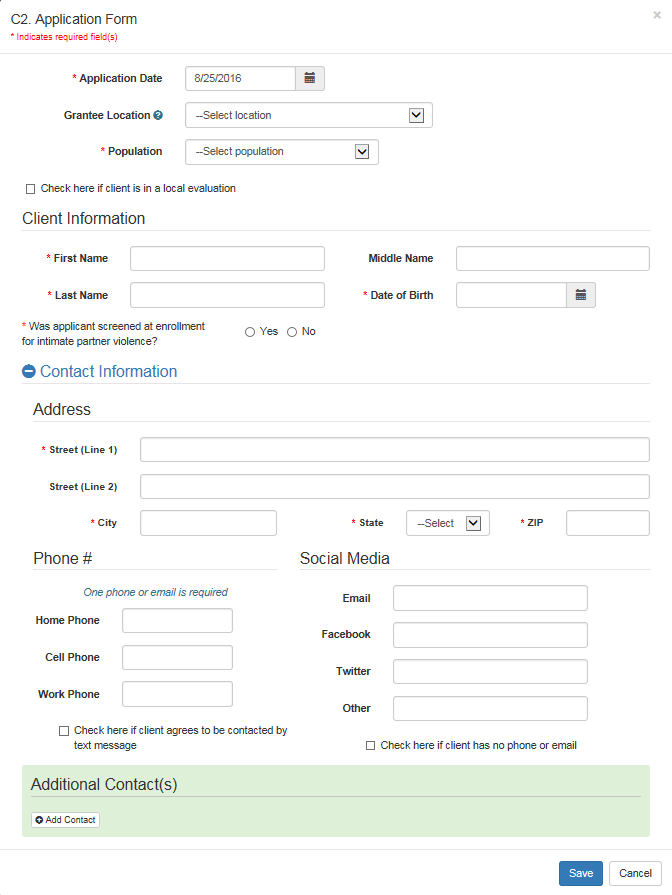 C2. Application Form
×
* Indicates required field(s)
* Application Date 8/25/2016
Grantee Location ? --Select location
* Population --Select population
Check here if client is in a local evaluation
Client Information
* First Name Middle Name
* Last Name * Date of Birth
* Was applicant screened at enrollment
for intimate partner violence?
Yes No
Contact Information
Address
* Street (Line 1)
Street (Line 2)
* City * State --Select * ZIP
Phone # Social Media
One phone or email is required
Email
Home Phone
Facebook
Cell Phone
Twitter
Work Phone
Other
Check here if client agrees to be contacted by
text message
Check here if client has no phone or email
Additional Contact(s)
Add Contact
Save Cancel